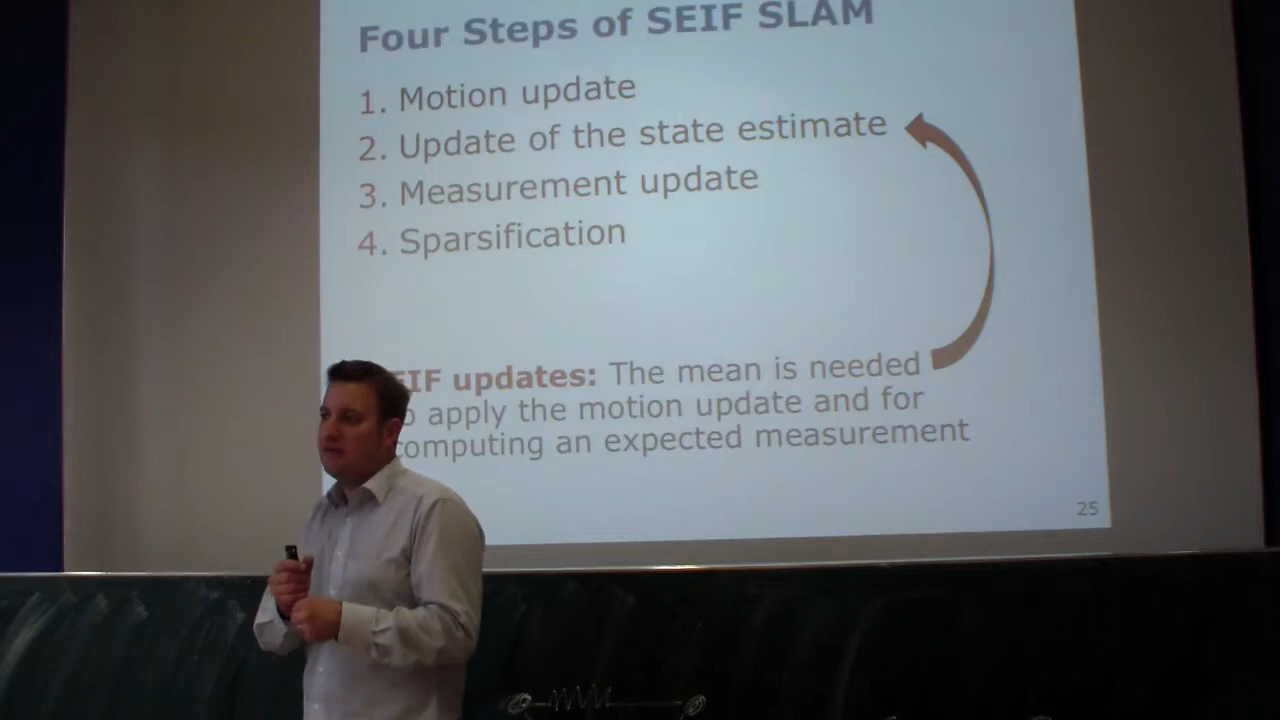 Four Steps of SEIF SLAM
1. Motion update
2. Update of the state estimate
3. Measurement update
4. Sparsification
EIF updates: The mean is needed
o apply the motion update and for
computing an expected measurement
25